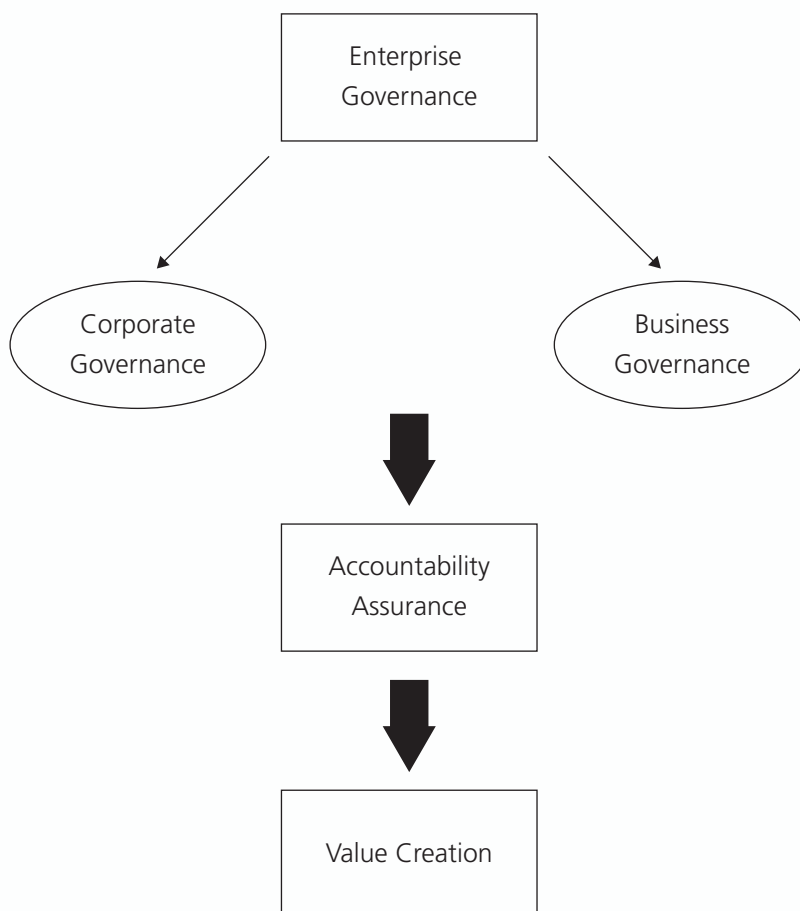 Enterprise
Governance
Corporate
Governance
Business
Governance
Accountability
Assurance
Value Creation